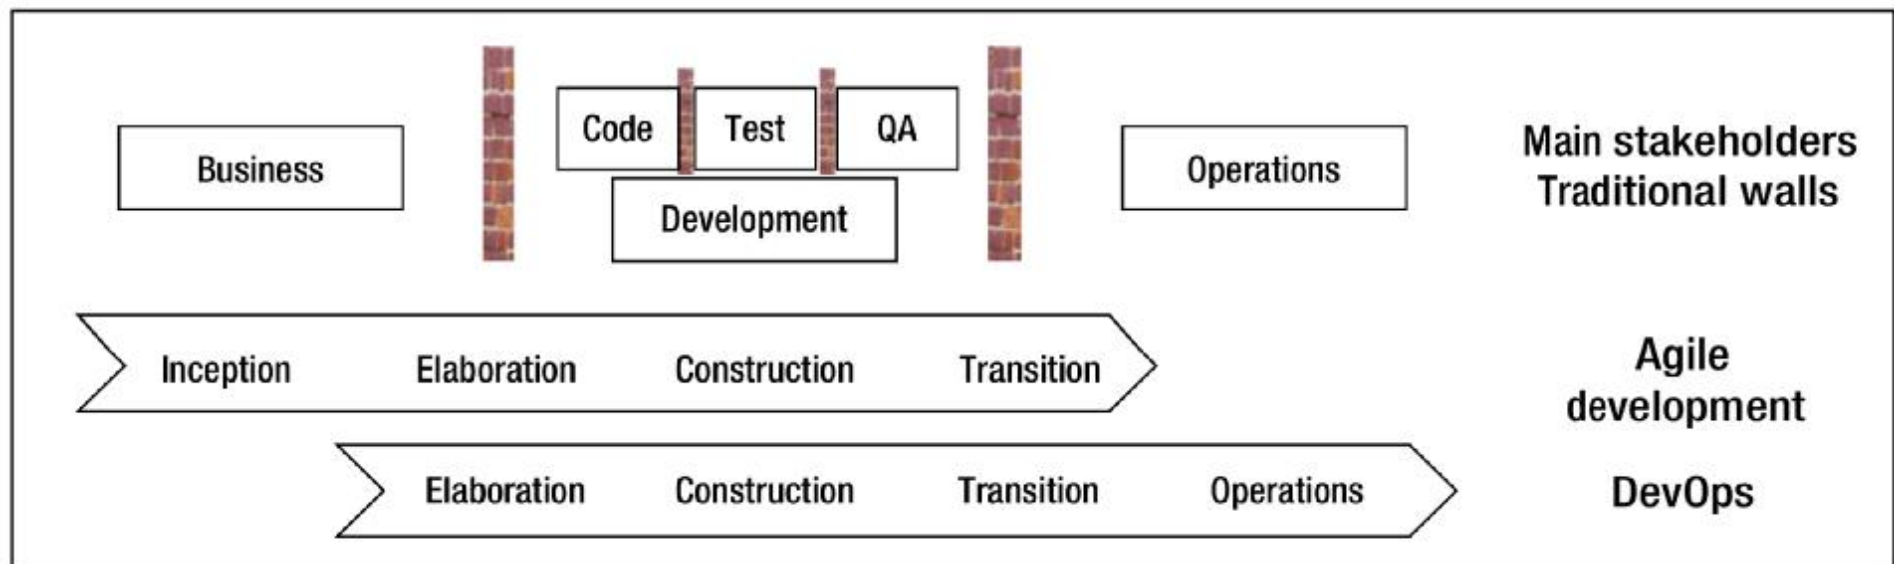 Code
Test
QA
Business
Development
Operations
Main stakeholders
Traditional walls
Inception
Elaboration
Construction
Transition
Agile
development
Elaboration
Construction
Transition
Operations
DevOps